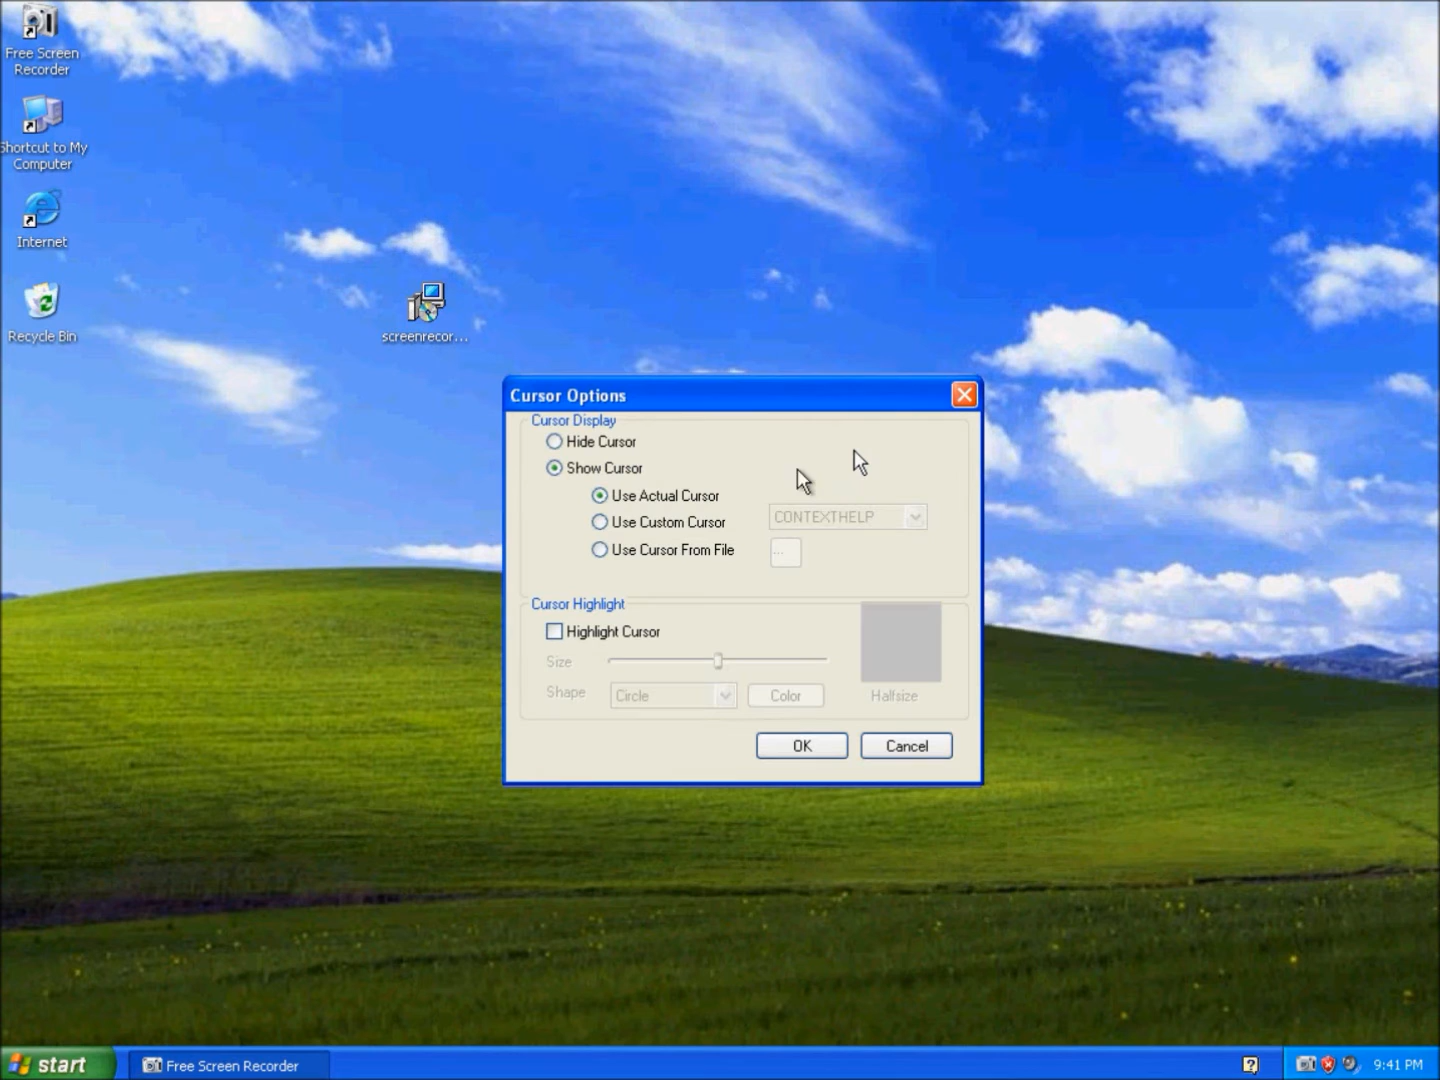 Free Screen
Recorder
Shortcut to My
Computer
Internet
Recycle Bin
screenrecor...
Cursor Options
Cursor Display
Hide Cursor
Show Cursor
Use Actual Cursor
Use Custom Cursor
CONTEXTHELP
Use Cursor From File
...
Cursor Highlight
Highlight Cursor
Size
Shape
Circle
Color
Halfsize
OK
Cancel
start
Free Screen Recorder
9:41 PM